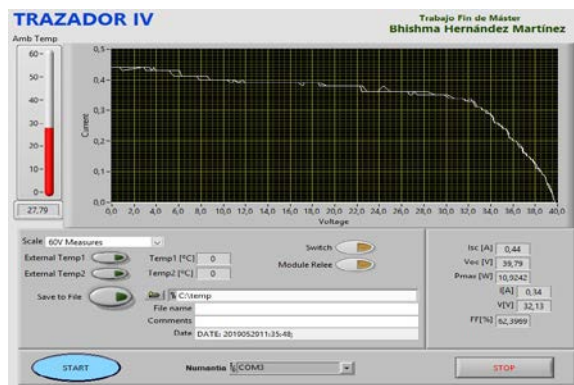 TRAZADOR IV
Trabajo Fin de Máster
Bhishma Hernández Martínez
Amb Temp
60-
50-
40-
30-
20-
10-
0-
27,79
Current
0,5-
0,4-
0,3-
0,2-
0,1-
0,0-
0,0 2,0 4,0 6,0 8,0 10,0 12,0 14,0 16,0 18,0 20,0 22,0 24,0 26,0 28,0 30,0 32,0 34,0 36,0 38,0 40,0
Voltage
Scale 60V Measures
External Temp1 Temp1 [ºC] 0
External Temp2 Temp2 [ºC] 0
Switch
Module Relee
Save to File
C:\temp
File name
Comments
Date DATE: 2019052911:35:48;
Isc [A] 0,44
Voc [V] 39,79
Pmax [W] 10,9242
I[A] 0,34
V[V] 32,13
FF[%] 62,3969
START
Numantia COM3
STOP